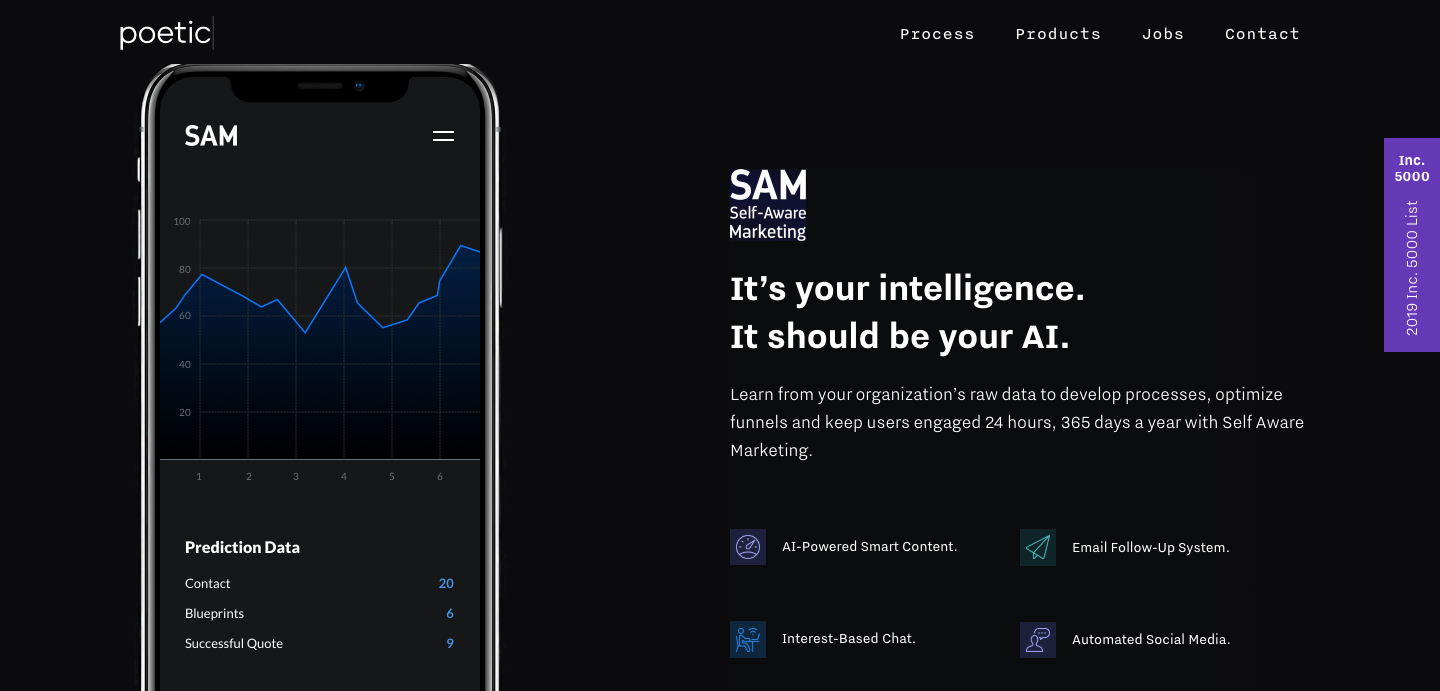 poetic
Process
Products
Jobs
Contact
SAM
100
80
60
40
20
1 2 3 4 5 6
Prediction Data
Contact 20
Blueprints 6
Successful Quote 9
SAM
Self-Aware
Marketing
It’s your intelligence.
It should be your AI.
Learn from your organization’s raw data to develop processes, optimize
funnels and keep users engaged 24 hours, 365 days a year with Self Aware
Marketing.
AI-Powered Smart Content.
Email Follow-Up System.
Interest-Based Chat.
Automated Social Media.
Inc.
5000
2019 Inc. 5000 List